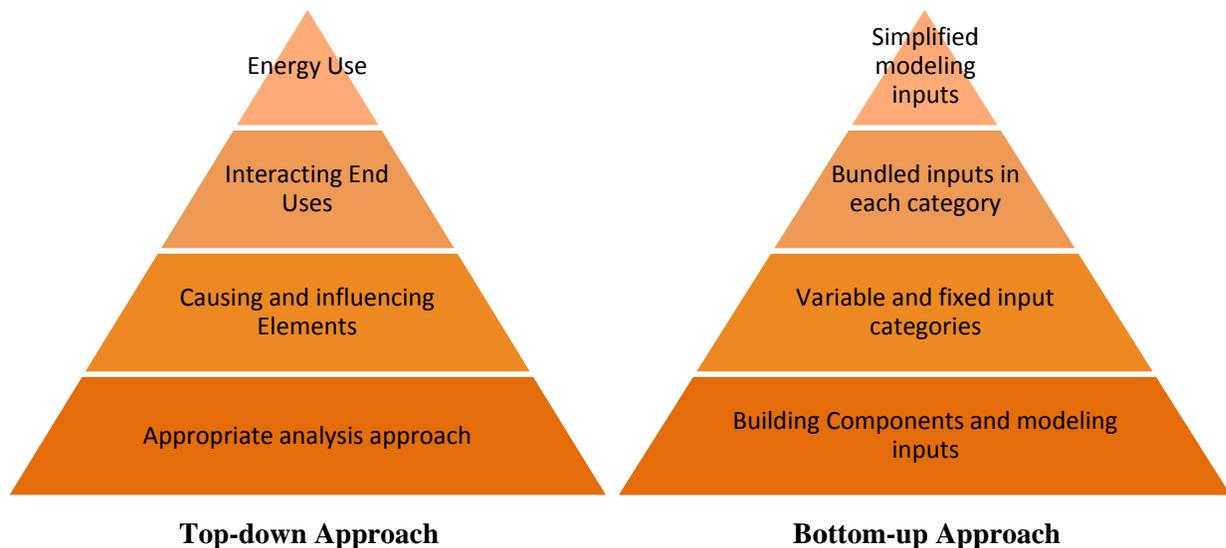 Energy Use
Interacting End
Uses
Causing and influencing
Elements
Appropriate analysis approach
Top-down Approach
Simplified
modeling
inputs
Bundled inputs in
each category
Variable and fixed input
categories
Building Components and modeling
inputs
Bottom-up Approach